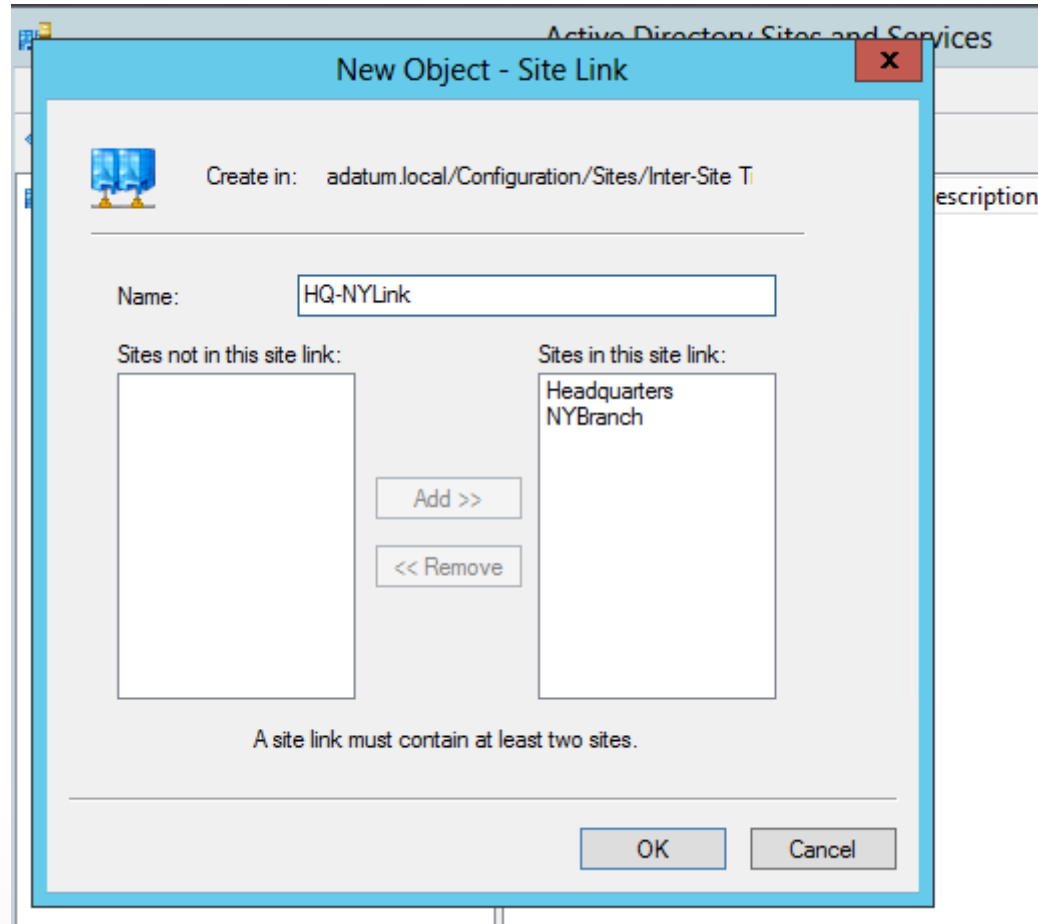 Active Directory Sites and Services
New Object - Site Link
x
Create in: adatum.local/Configuration/Sites/Inter-Site
escription
Name: HQ-NYLink
Sites not in this site link:
Sites in this site link:
Headquarters
NYBranch
Add >>
<< Remove
A site link must contain at least two sites.
OK
Cancel